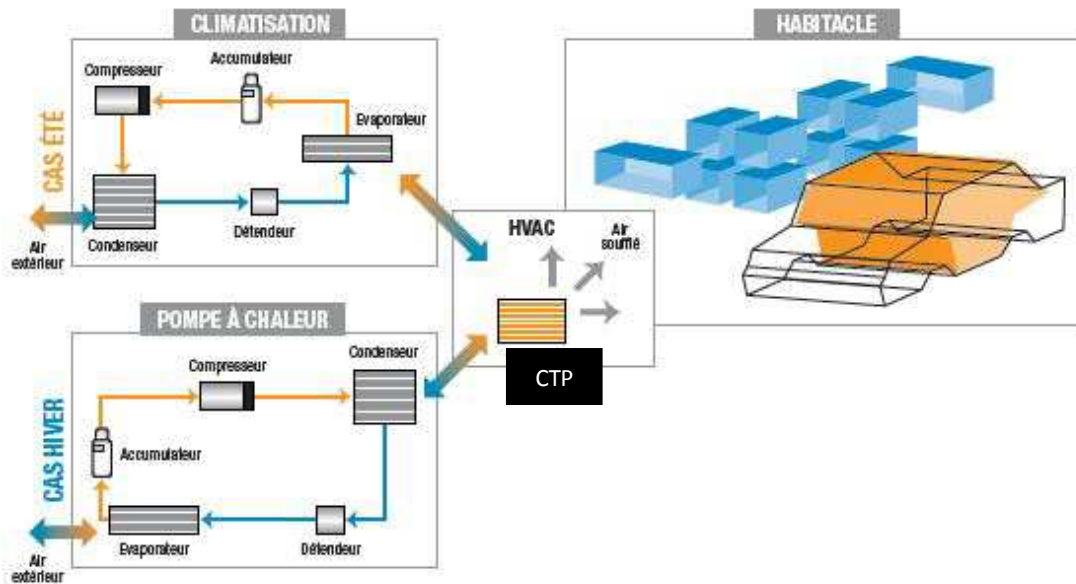 CLIMATISATION
Compresseur
Accumulateur
Evaporateur
CAS ÉTÉ
Air
extérieur
Condenseur
Détendeur
HABITACLE
HVAC
Air
soufflé
CTP
POMPE À CHALEUR
Compresseur
Condenseur
CAS HIVER
Accumulateur
Air
extérieur
Evaporateur
Détendeur